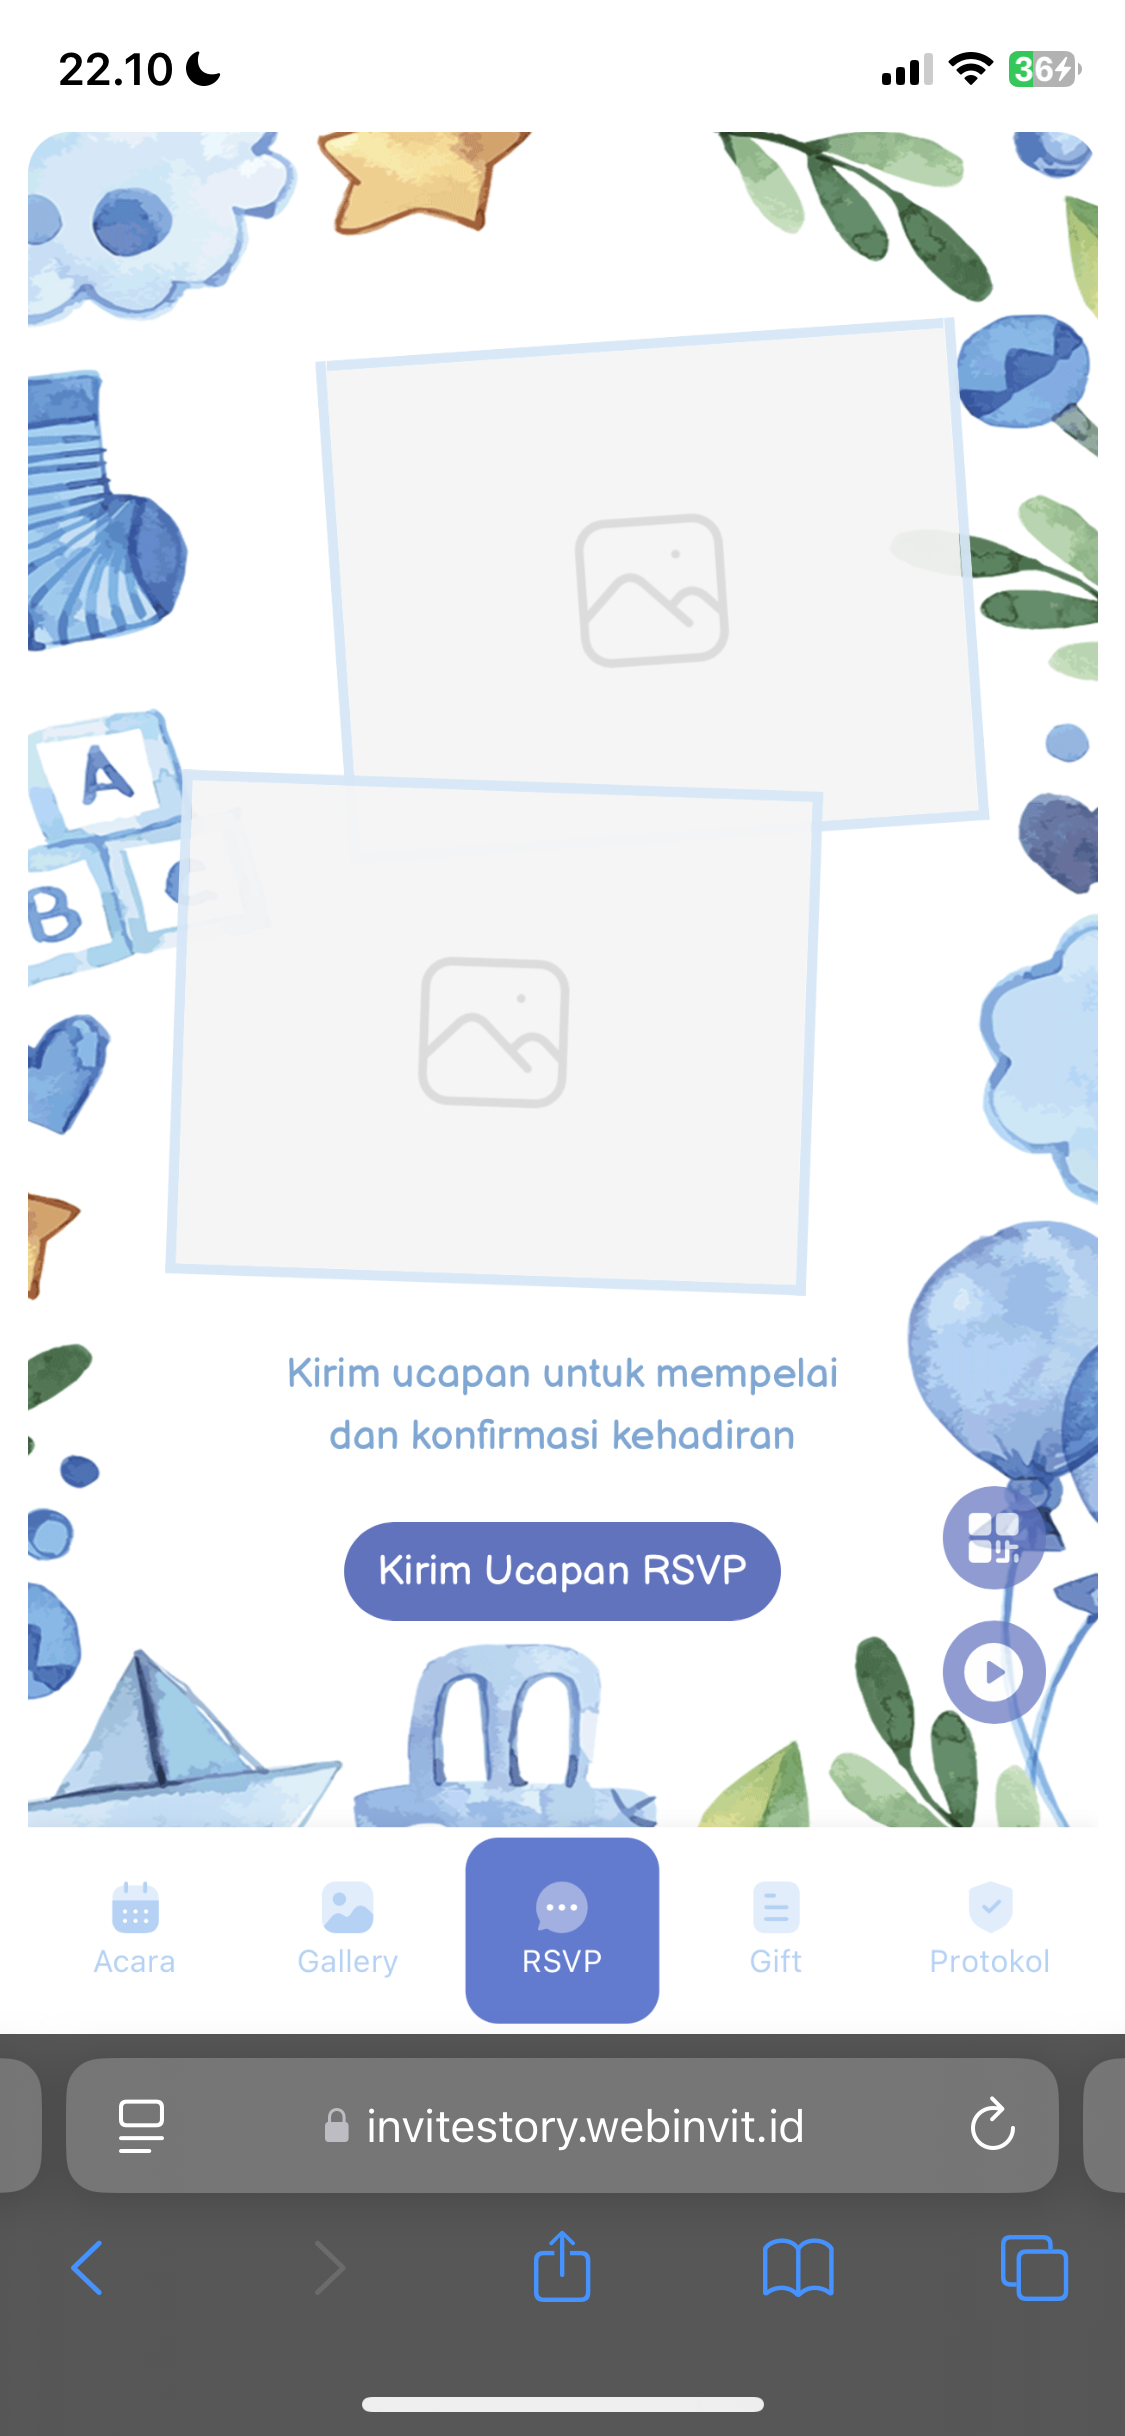 22.10
36
A
B C
Kirim ucapan untuk mempelai
dan konfirmasi kehadiran
Kirim Ucapan RSVP
Acara Gallery RSVP Gift Protokol
invitestory.webinvit.id